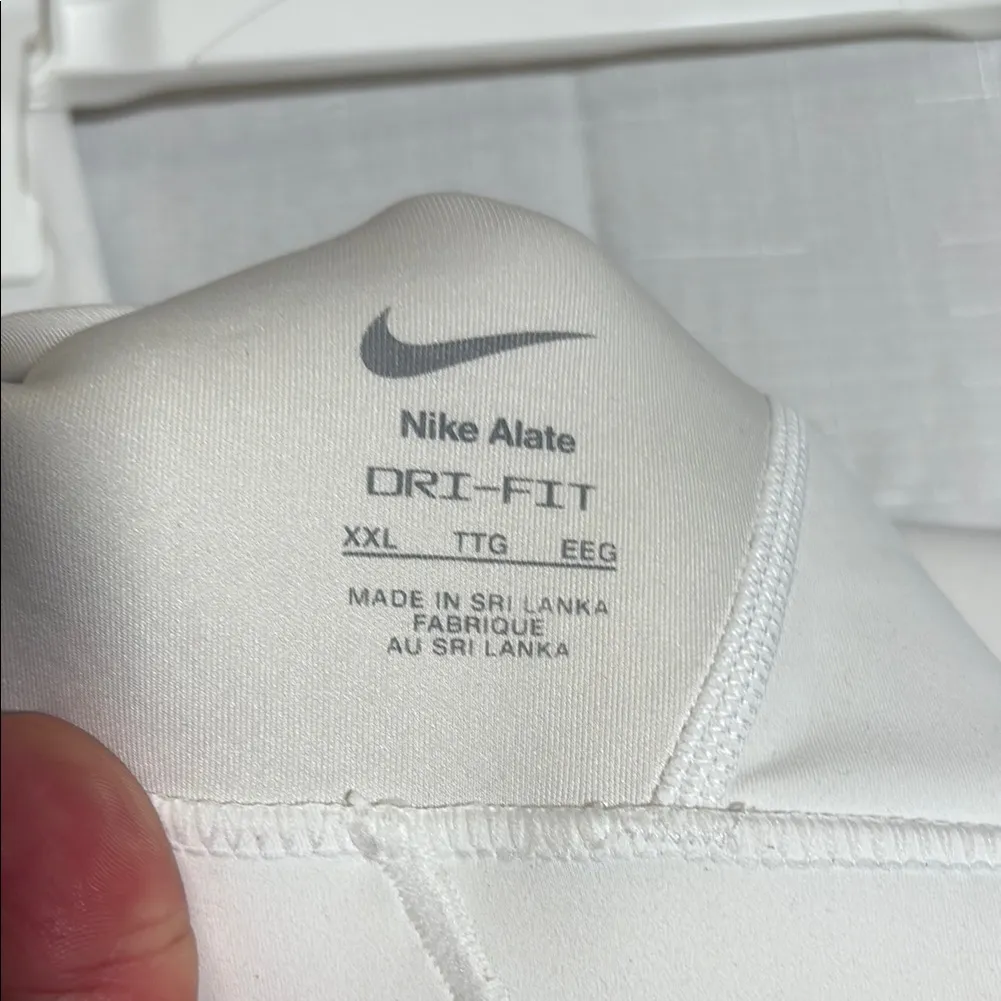 Nike Alate
DRI-FIT
XXL TTG EEG
MADE IN SRI LANKA
FABRIQUE
AU SRI LANKA